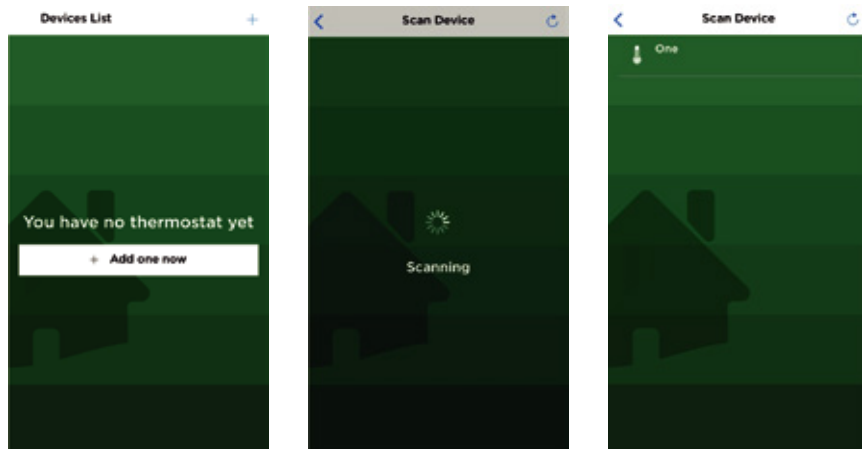 Devices List +
You have no thermostat yet
+ Add one now
Scan Device
Scanning
Scan Device
One